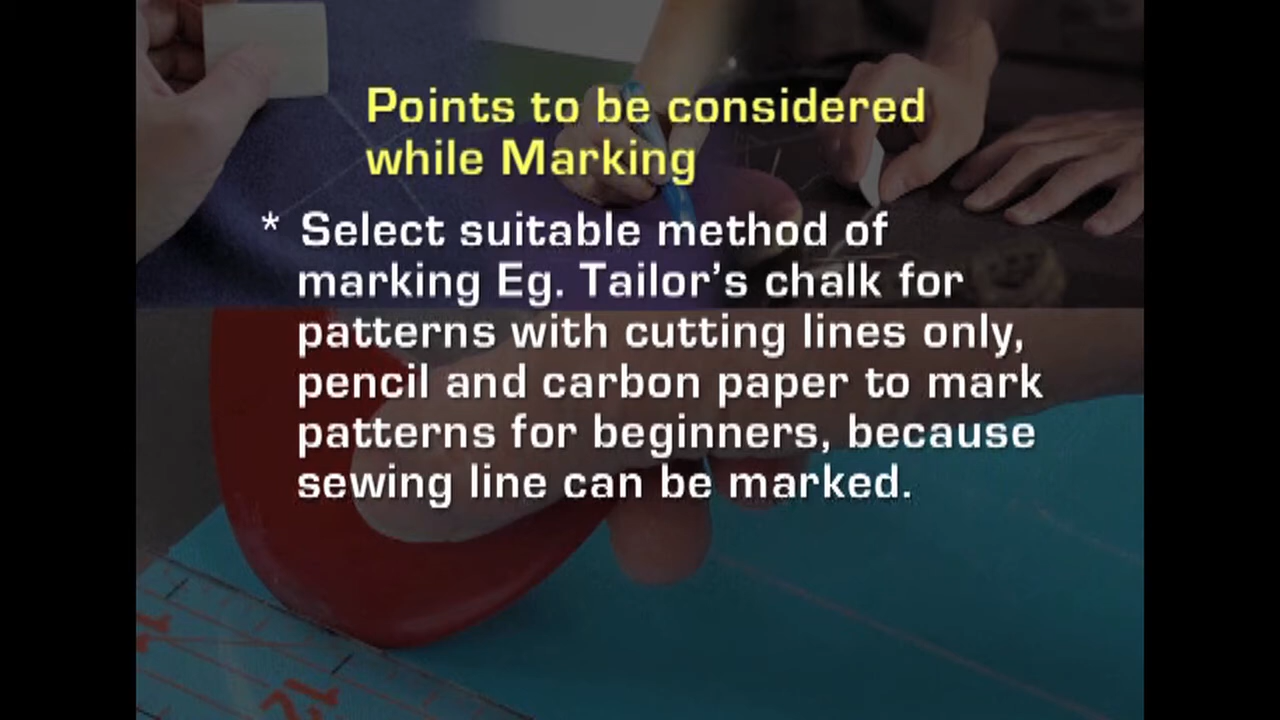 Points to be considered
while Marking
* Select suitable method of
marking Eg. Tailor's chalk for
patterns with cutting lines only,
pencil and carbon paper to mark
patterns for beginners, because
sewing line can be marked.